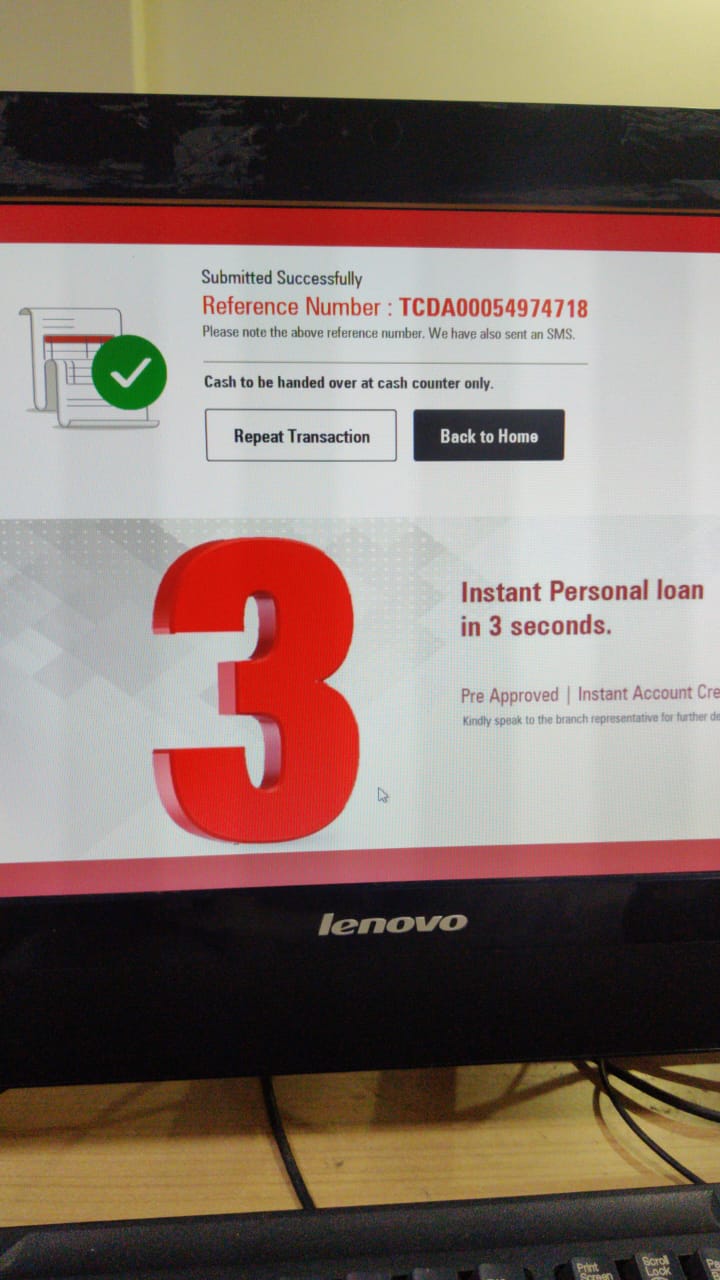 Submitted Successfully
Reference Number : TCDA00054974718
Please note the above reference number. We have also sent an SMS.
Cash to be handed over at cash counter only.
Repeat Transaction
Back to Home
3
Instant Personal loan
in 3 seconds.
Pre Approved | Instant Account Cre
Kindly speak to the branch representative for further de
lenovo
Print
Screen
Scroll
Lock